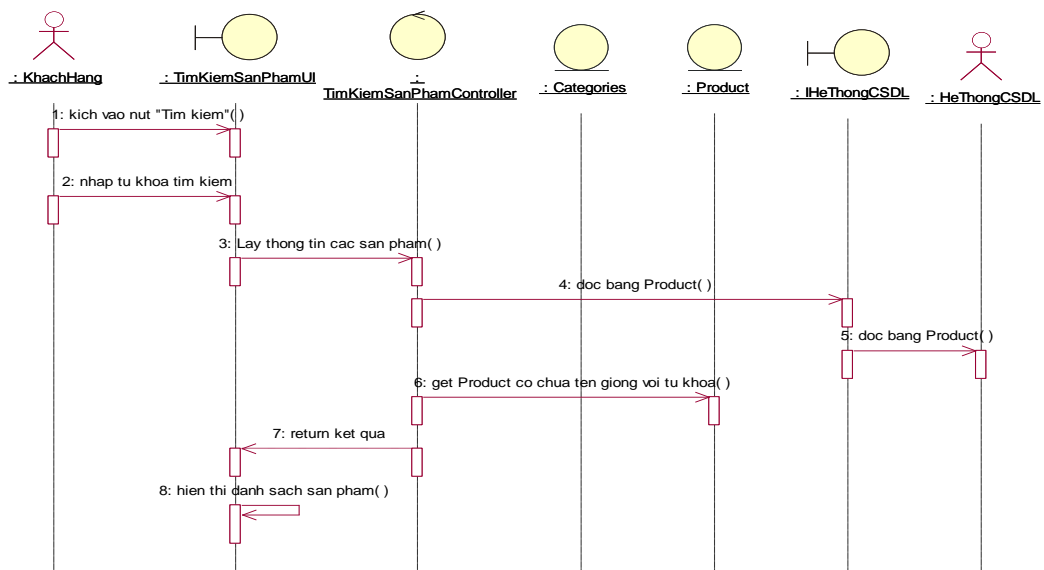 : KhachHang
: TimKiemSanPhamUI
:
TimKiemSanPhamController
: Categories
: Product
: IHeThongCSDL
: HeThongCSDL
1: kich vao nut "Tim kiem"( )
2: nhap tu khoa tim kiem
3: Lay thong tin cac san pham( )
4: doc bang Product( )
5: doc bang Product( )
6: get Product co chua ten giong voi tu khoa( )
7: return ket qua
8: hien thi danh sach san pham( )